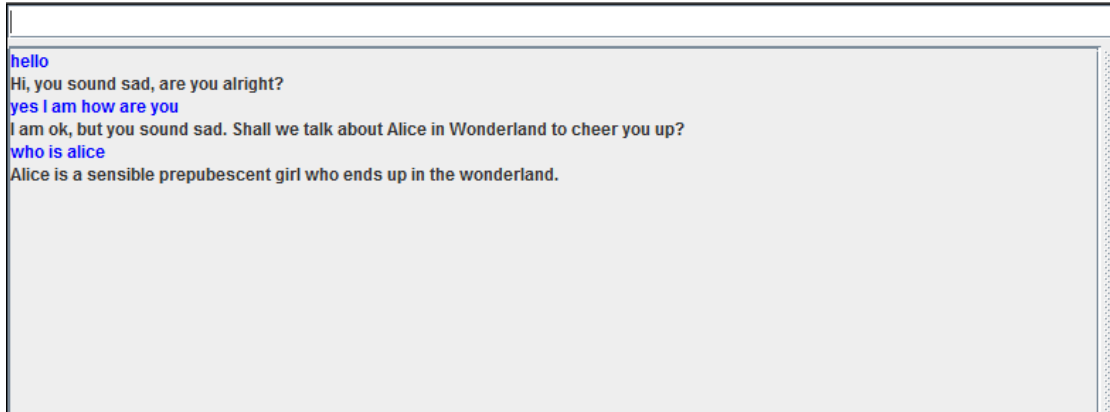 hello
Hi, you sound sad, are you alright?
yes I am how are you
I am ok, but you sound sad. Shall we talk about Alice in Wonderland to cheer you up?
who is alice
Alice is a sensible prepubescent girl who ends up in the wonderland.